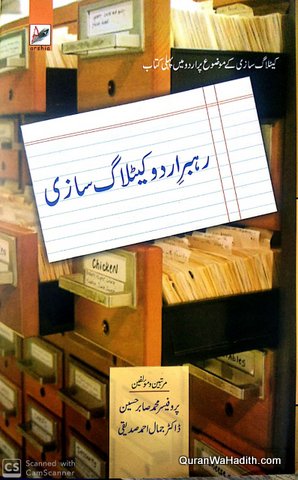 arshia
کیٹلاگ سازی کے موضوع پر اردو میں پہلی کتاب
رہبرِ اردو کیٹلاگ سازی
Chicken
مرتبین و مؤلفین
پروفیسر محمد صابر حسین
ڈاکٹر جمال احمد صدیقی
CS
Scanned with
CamScanner
QuranWaHadith.com